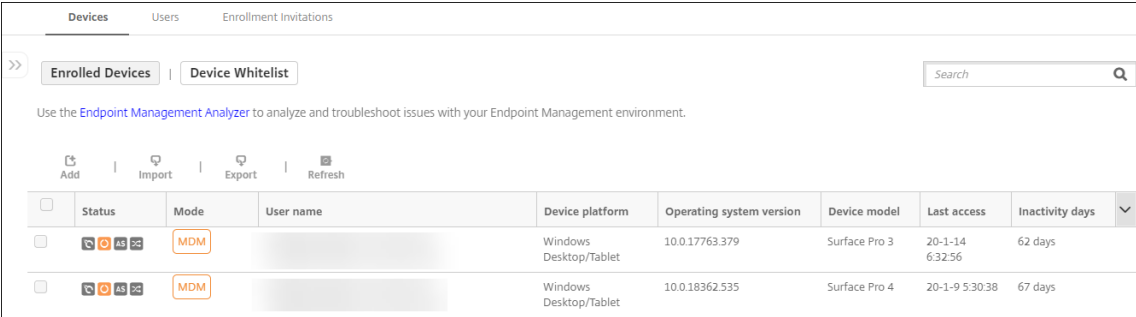 Devices Users Enrollment Invitations
Enrolled Devices | Device Whitelist Search
Use the Endpoint Management Analyzer to analyze and troubleshoot issues with your Endpoint Management environment.
Add | Import | Export | Refresh
Status Mode User name Device platform Operating system version Device model Last access Inactivity days
AS MDM Windows Desktop/Tablet 10.0.17763.379 Surface Pro 3 20-1-14 6:32:56 62 days
AS MDM Windows Desktop/Tablet 10.0.18362.535 Surface Pro 4 20-1-9 5:30:38 67 days